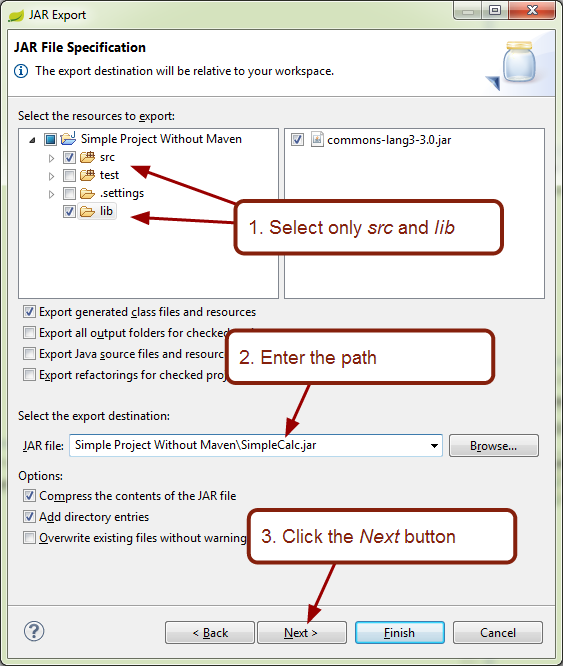 JAR Export
JAR File Specification
The export destination will be relative to your workspace.
Select the resources to export:
Simple Project Without Maven
src
test
.settings
lib
commons-lang3-3.0.jar
1. Select only src and lib
Export generated class files and resources
Export all output folders for checked
Export Java source files and resourc
Export refactorings for checked proj
2. Enter the path
Select the export destination:
JAR file: Simple Project Without Maven\SimpleCalc.jar Browse...
Options:
Compress the contents of the JAR file
Add directory entries
Overwrite existing files without warning
3. Click the Next button
? < Back Next > Finish Cancel